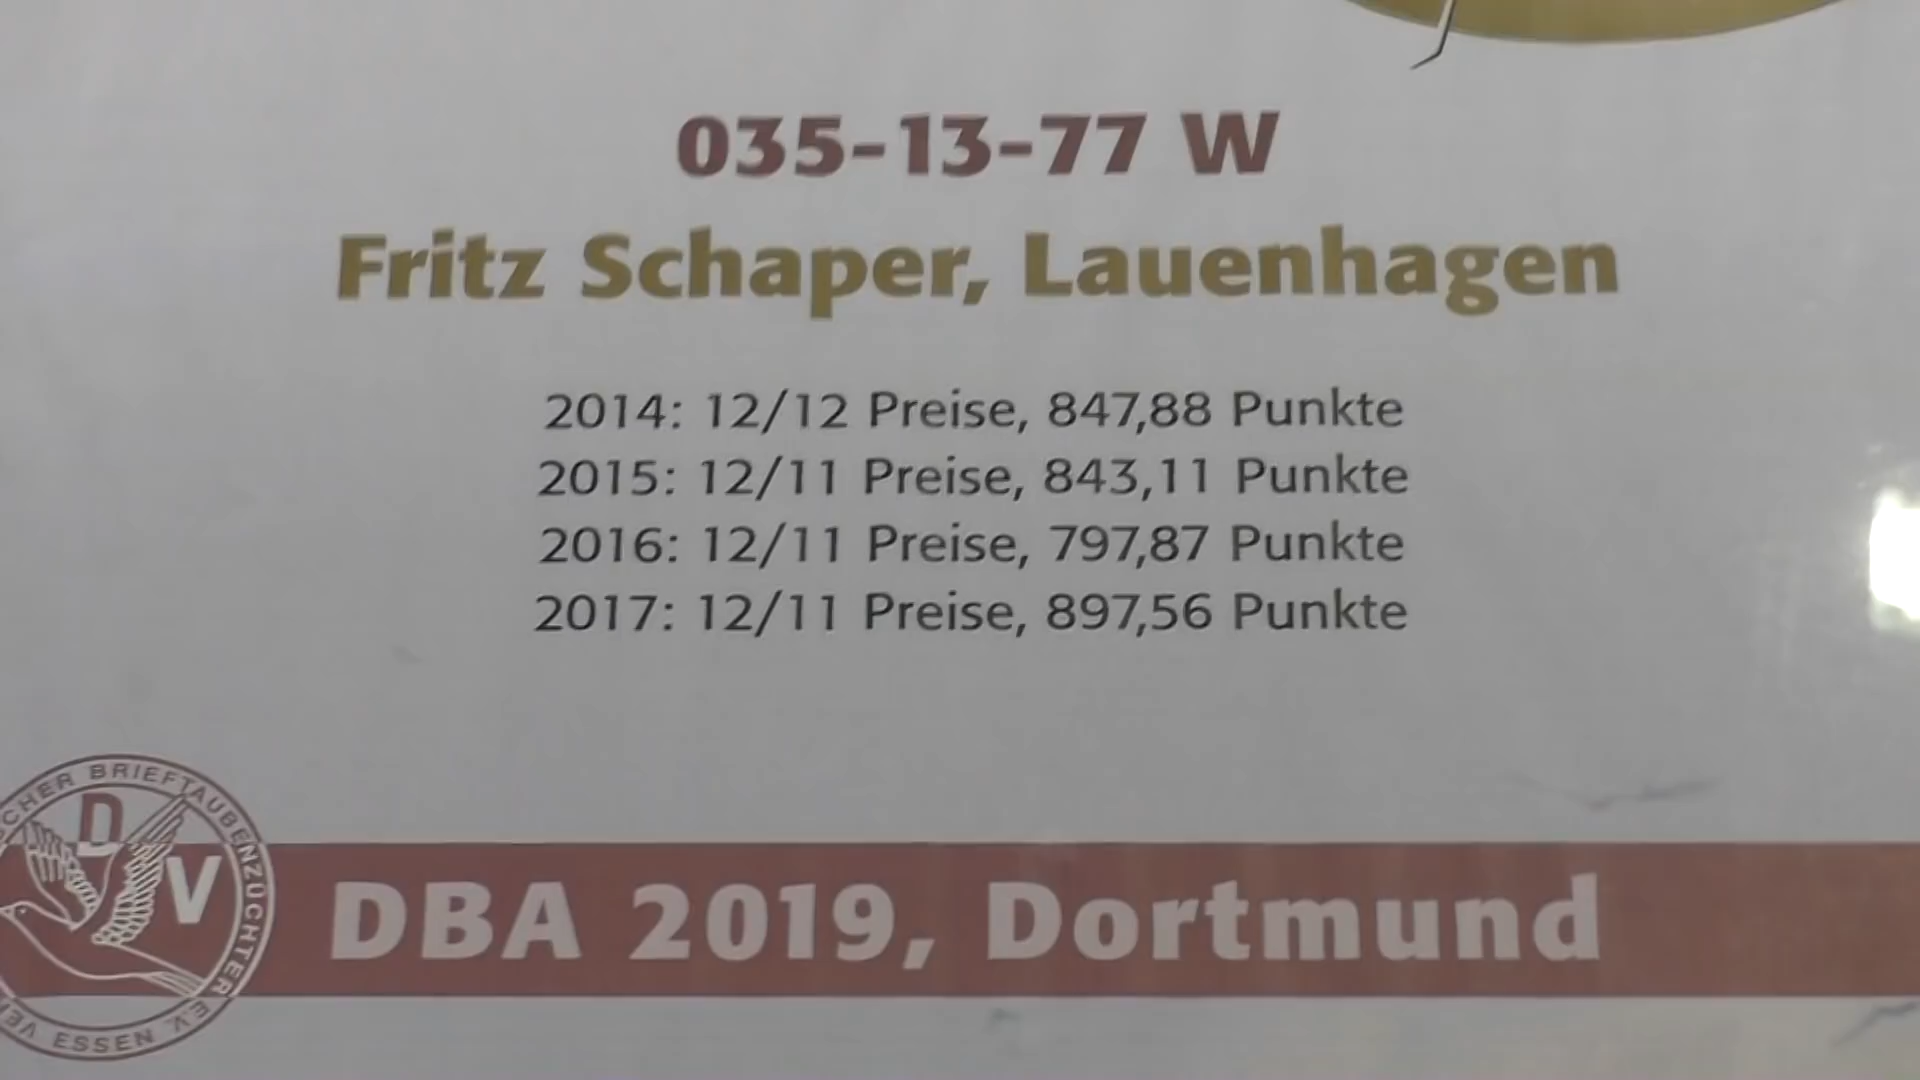 035-13-77 W
Fritz Schaper, Lauenhagen
2014: 12/12 Preise, 847,88 Punkte
2015: 12/11 Preise, 843,11 Punkte
2016: 12/11 Preise, 797,87 Punkte
2017: 12/11 Preise, 897,56 Punkte
BRIEFTAUBENZÜCHTER E.V. ESSEN
D V
DBA 2019, Dortmund